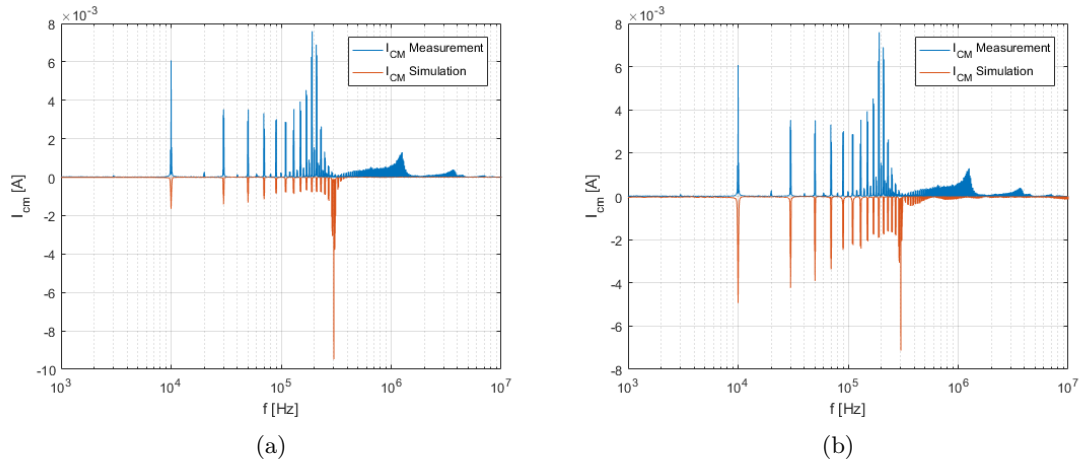 ×10⁻³
8
6
4
2
0
-2
-4
-6
-8
-10
I_cm [A]
10³ 10⁴ 10⁵ 10⁶ 10⁷
f [Hz]
I_CM Measurement
I_CM Simulation
(a)
×10⁻³
8
6
4
2
0
-2
-4
-6
-8
I_cm [A]
10³ 10⁴ 10⁵ 10⁶ 10⁷
f [Hz]
I_CM Measurement
I_CM Simulation
(b)